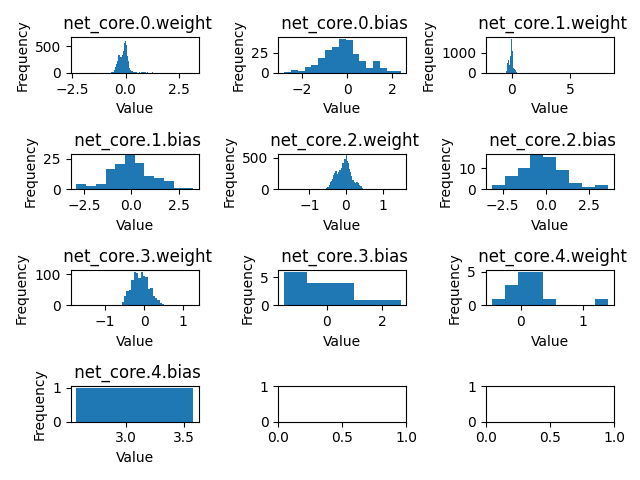 net_core.0.weight net_core.0.bias net_core.1.weight
Frequency 500 0 Frequency 25 0 Frequency 1000 0
−2.5 0.0 2.5 −2 0 2 0 5
Value Value Value
net_core.1.bias net_core.2.weight net_core.2.bias
Frequency 25 0 Frequency 500 0 Frequency 10 0
−2.5 0.0 2.5 −1 0 1 −2.5 0.0 2.5
Value Value Value
net_core.3.weight net_core.3.bias net_core.4.weight
Frequency 100 0 Frequency 5 0 Frequency 5 0
−1 0 1 0 2 0 1
Value Value Value
net_core.4.bias
Frequency 1 0 1 0 1 0
3.0 3.5 0.0 0.5 1.0 0.0 0.5 1.0
Value